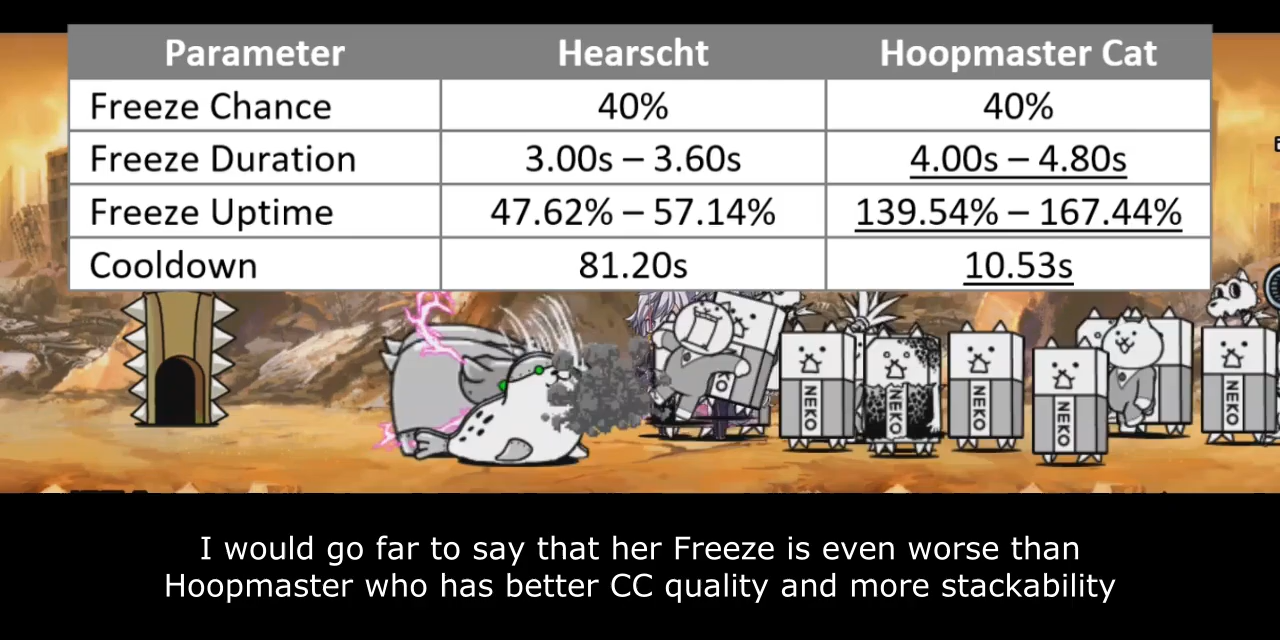 Parameter Hearscht Hoopmaster Cat
Freeze Chance 40% 40%
Freeze Duration 3.00s – 3.60s 4.00s – 4.80s
Freeze Uptime 47.62% – 57.14% 139.54% – 167.44%
Cooldown 81.20s 10.53s
NEKO NEKO NEKO NEKO NEKO
I would go far to say that her Freeze is even worse than
Hoopmaster who has better CC quality and more stackability